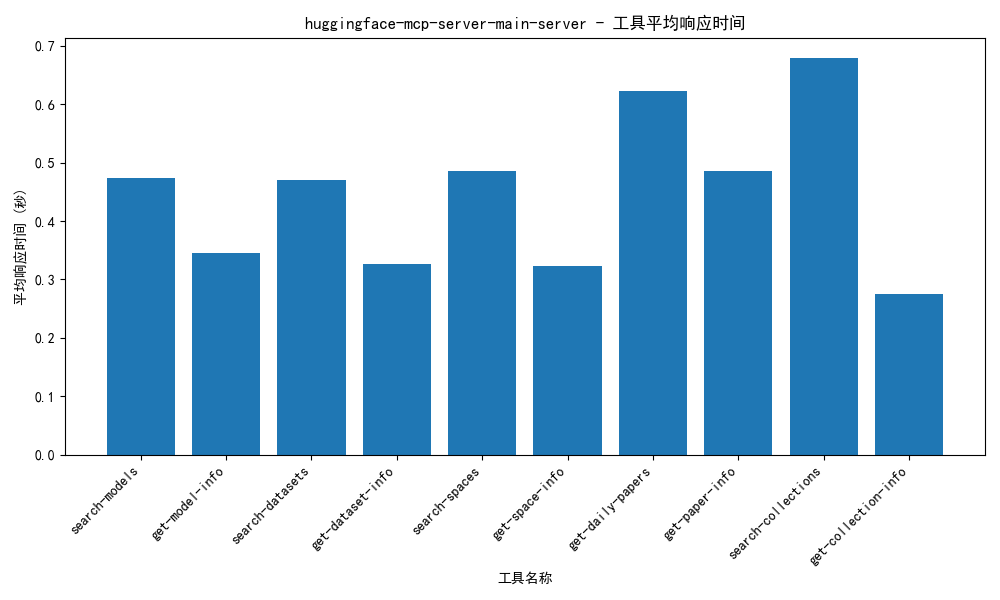 huggingface-mcp-server-main-server - 工具平均响应时间
平均响应时间 (秒)
0.7
0.6
0.5
0.4
0.3
0.2
0.1
0.0
search-models
get-model-info
search-datasets
get-dataset-info
search-spaces
get-space-info
get-daily-papers
get-paper-info
search-collections
get-collection-info
工具名称